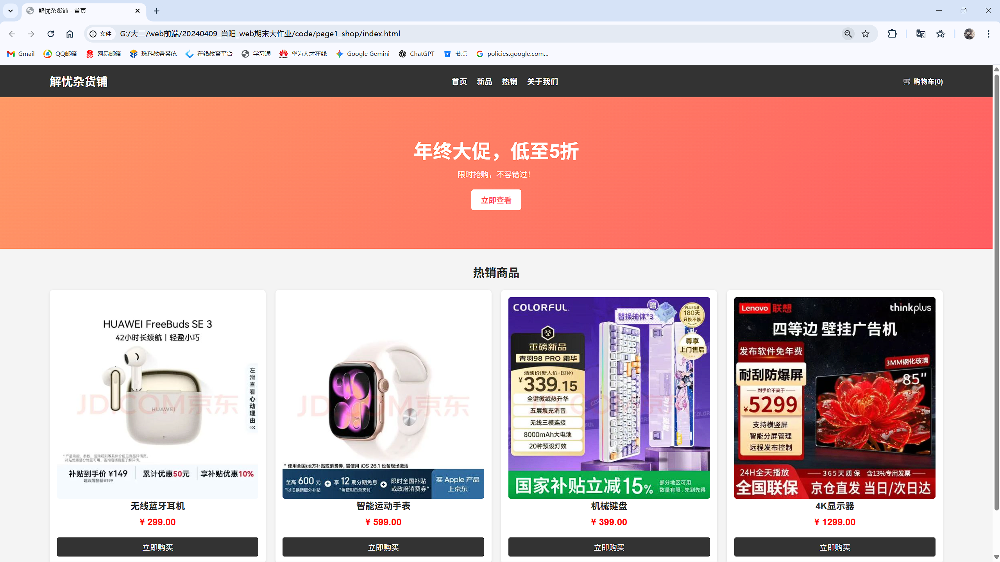 解忧杂货铺 - 首页
文件 G:/大二/web前端/20240409_肖阳_web期末大作业/code/page1_shop/index.html
Gmail QQ邮箱 网易邮箱 珠科教务系统 在线教育平台 学习通 华为人才在线 Google Gemini ChatGPT 节点 policies.google.com...
解忧杂货铺 首页 新品 热销 关于我们 购物车(0)
年终大促，低至5折
限时抢购，不容错过！
立即查看
热销商品
HUAWEI FreeBuds SE 3
42小时长续航 | 轻盈小巧
左滑查看心动理由
HUAWEI
JD.COM京东
*产品功能、参数、活动规则等具体介绍见商品详情页。
补贴优惠部分地区可用，咨询店铺客服了解详情。
补贴到手价 ¥149 累计优惠50元 享补贴优惠10%
建议零售价¥199
无线蓝牙耳机
¥ 299.00
立即购买
JD.COM京东
* 使用全国/地方补贴或消费券，需使用 iOS 26.1 设备现场激活
至高 600 元 享 12 期分期免息 限时全国补贴 买 Apple 产品
*以旧换新额外补贴 *请使用白条支付 或政府消费券* 上京东
智能运动手表
¥ 599.00
立即购买
COLORFUL.
赠
替换轴体*3
PLUS会员
180天
只换不修
重磅新品
尊享
上门售后
青羽98 PRO 霜华
活动价(新人价+国补)
¥339.15
全键微绒热升华
五层填充消音
无线三模连接
8000mAh大电池
20种预设灯效
国家补贴立减15%
部分地区可用
数量有限，先到先得
机械键盘
¥ 399.00
立即购买
Lenovo 联想 thinkplus
四等边 壁挂广告机
发布软件免年费
3MM钢化玻璃
耐刮防爆屏
85"
到手价不高于
¥5299
支持横竖屏
智能分屏管理
远程发布控制
24H全天播放 365天质保 含13%专用发票
全国联保 京仓直发 当日/次日达
4K显示器
¥ 1299.00
立即购买